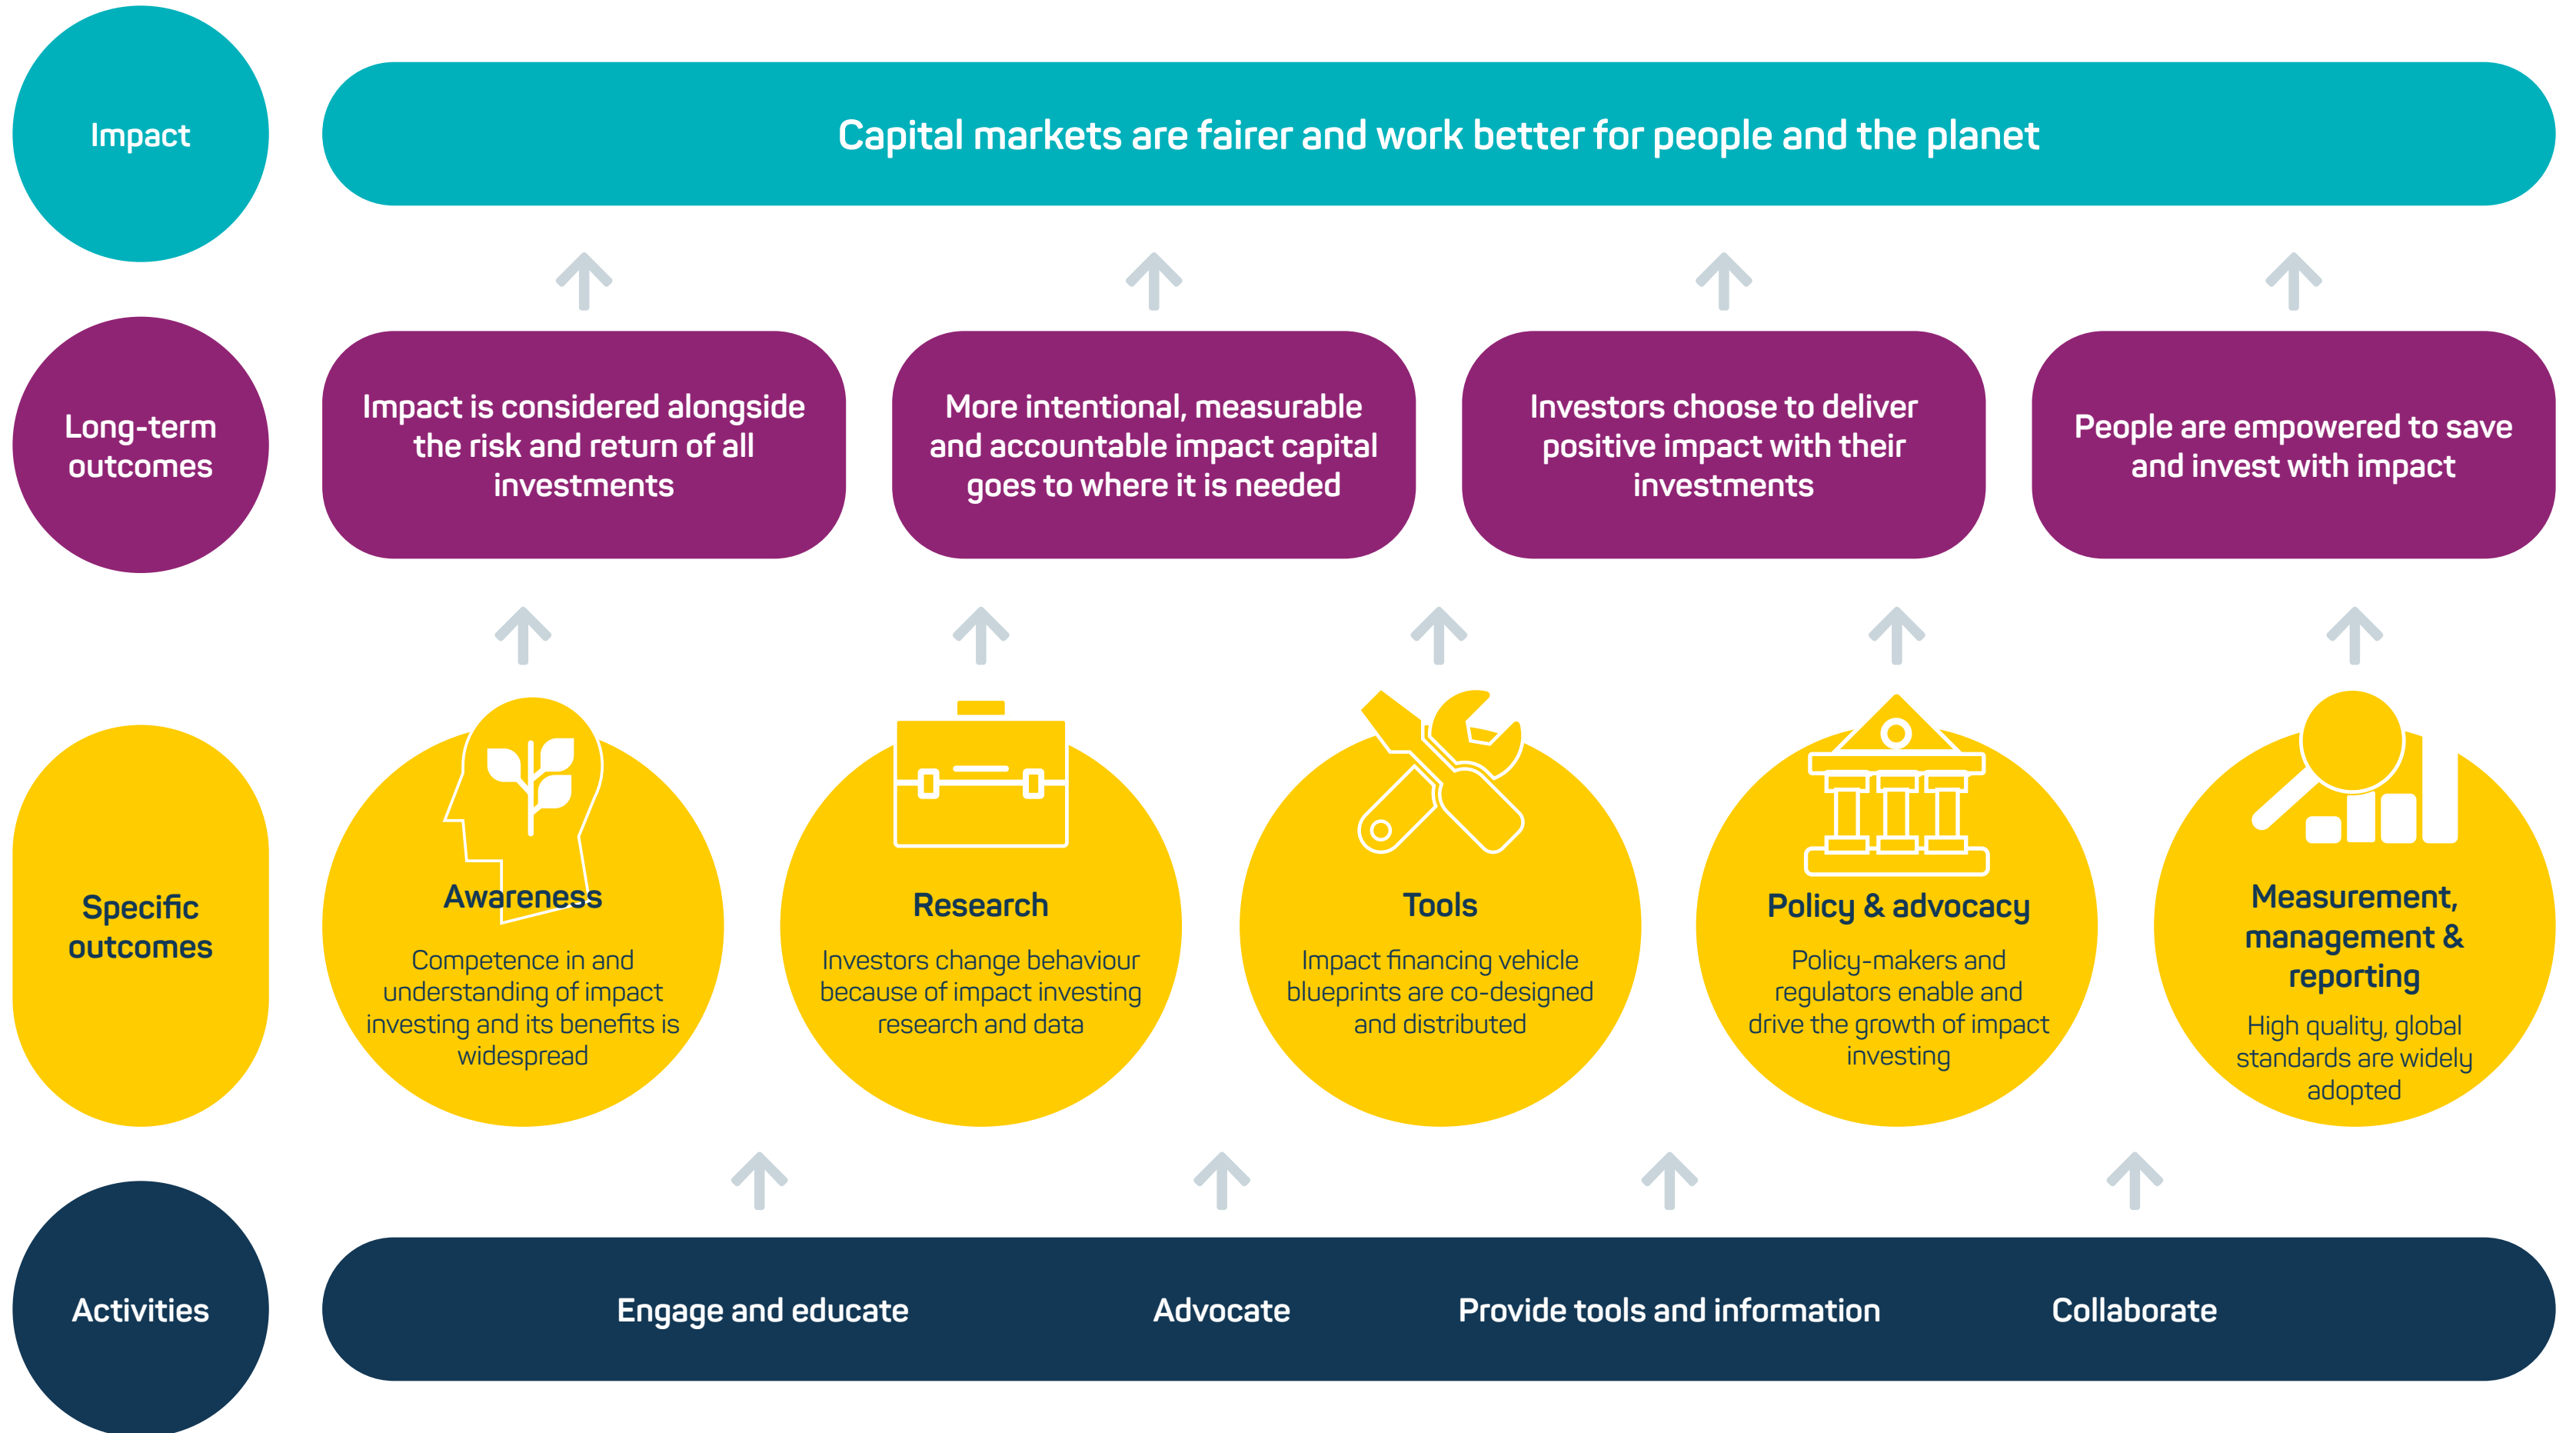 Impact
Capital markets are fairer and work better for people and the planet
Long-term
outcomes
Impact is considered alongside
the risk and return of all
investments
More intentional, measurable
and accountable impact capital
goes to where it is needed
Investors choose to deliver
positive impact with their
investments
People are empowered to save
and invest with impact
Specific
outcomes
Awareness
Competence in and
understanding of impact
investing and its benefits is
widespread
Research
Investors change behaviour
because of impact investing
research and data
Tools
Impact financing vehicle
blueprints are co-designed
and distributed
Policy & advocacy
Policy-makers and
regulators enable and
drive the growth of impact
investing
Measurement,
management &
reporting
High quality, global
standards are widely
adopted
Activities
Engage and educate
Advocate
Provide tools and information
Collaborate